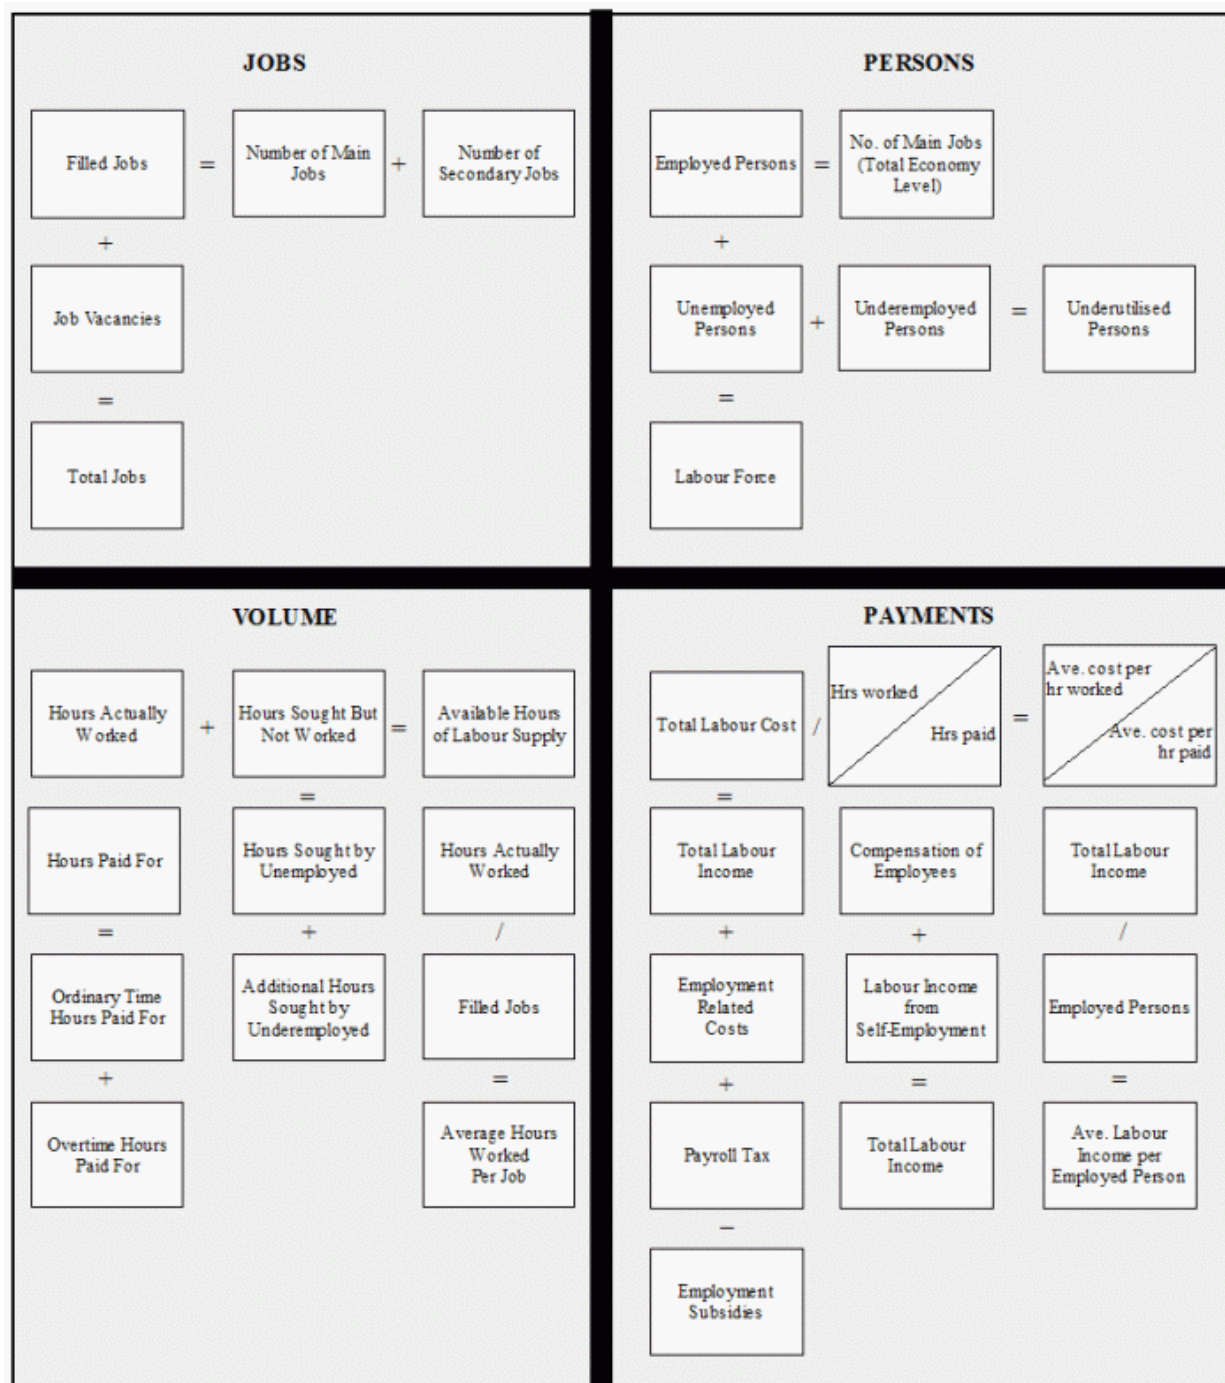 JOBS
Filled Jobs
=
Number of Main
Jobs
+
Number of
Secondary Jobs
+
Job Vacancies
=
Total Jobs
PERSONS
Employed Persons
=
No. of Main Jobs
(Total Economy
Level)
+
Unemployed
Persons
+
Underemployed
Persons
=
Underutilised
Persons
=
Labour Force
VOLUME
Hours Actually
Worked
+
Hours Sought But
Not Worked
=
Available Hours
of Labour Supply
=
Hours Paid For
Hours Sought by
Unemployed
Hours Actually
Worked
=
+
/
Ordinary Time
Hours Paid For
Additional Hours
Sought by
Underemployed
Filled Jobs
+
=
Overtime Hours
Paid For
Average Hours
Worked
Per Job
PAYMENTS
Total Labour Cost
/
Hrs worked
Hrs paid
=
Ave. cost per
hr worked
Ave. cost per
hr paid
=
Total Labour
Income
Compensation of
Employees
Total Labour
Income
+
+
/
Employment
Related
Costs
Labour Income
from
Self-Employment
Employed Persons
+
=
=
Payroll Tax
Total Labour
Income
Ave. Labour
Income per
Employed Person
−
Employment
Subsidies